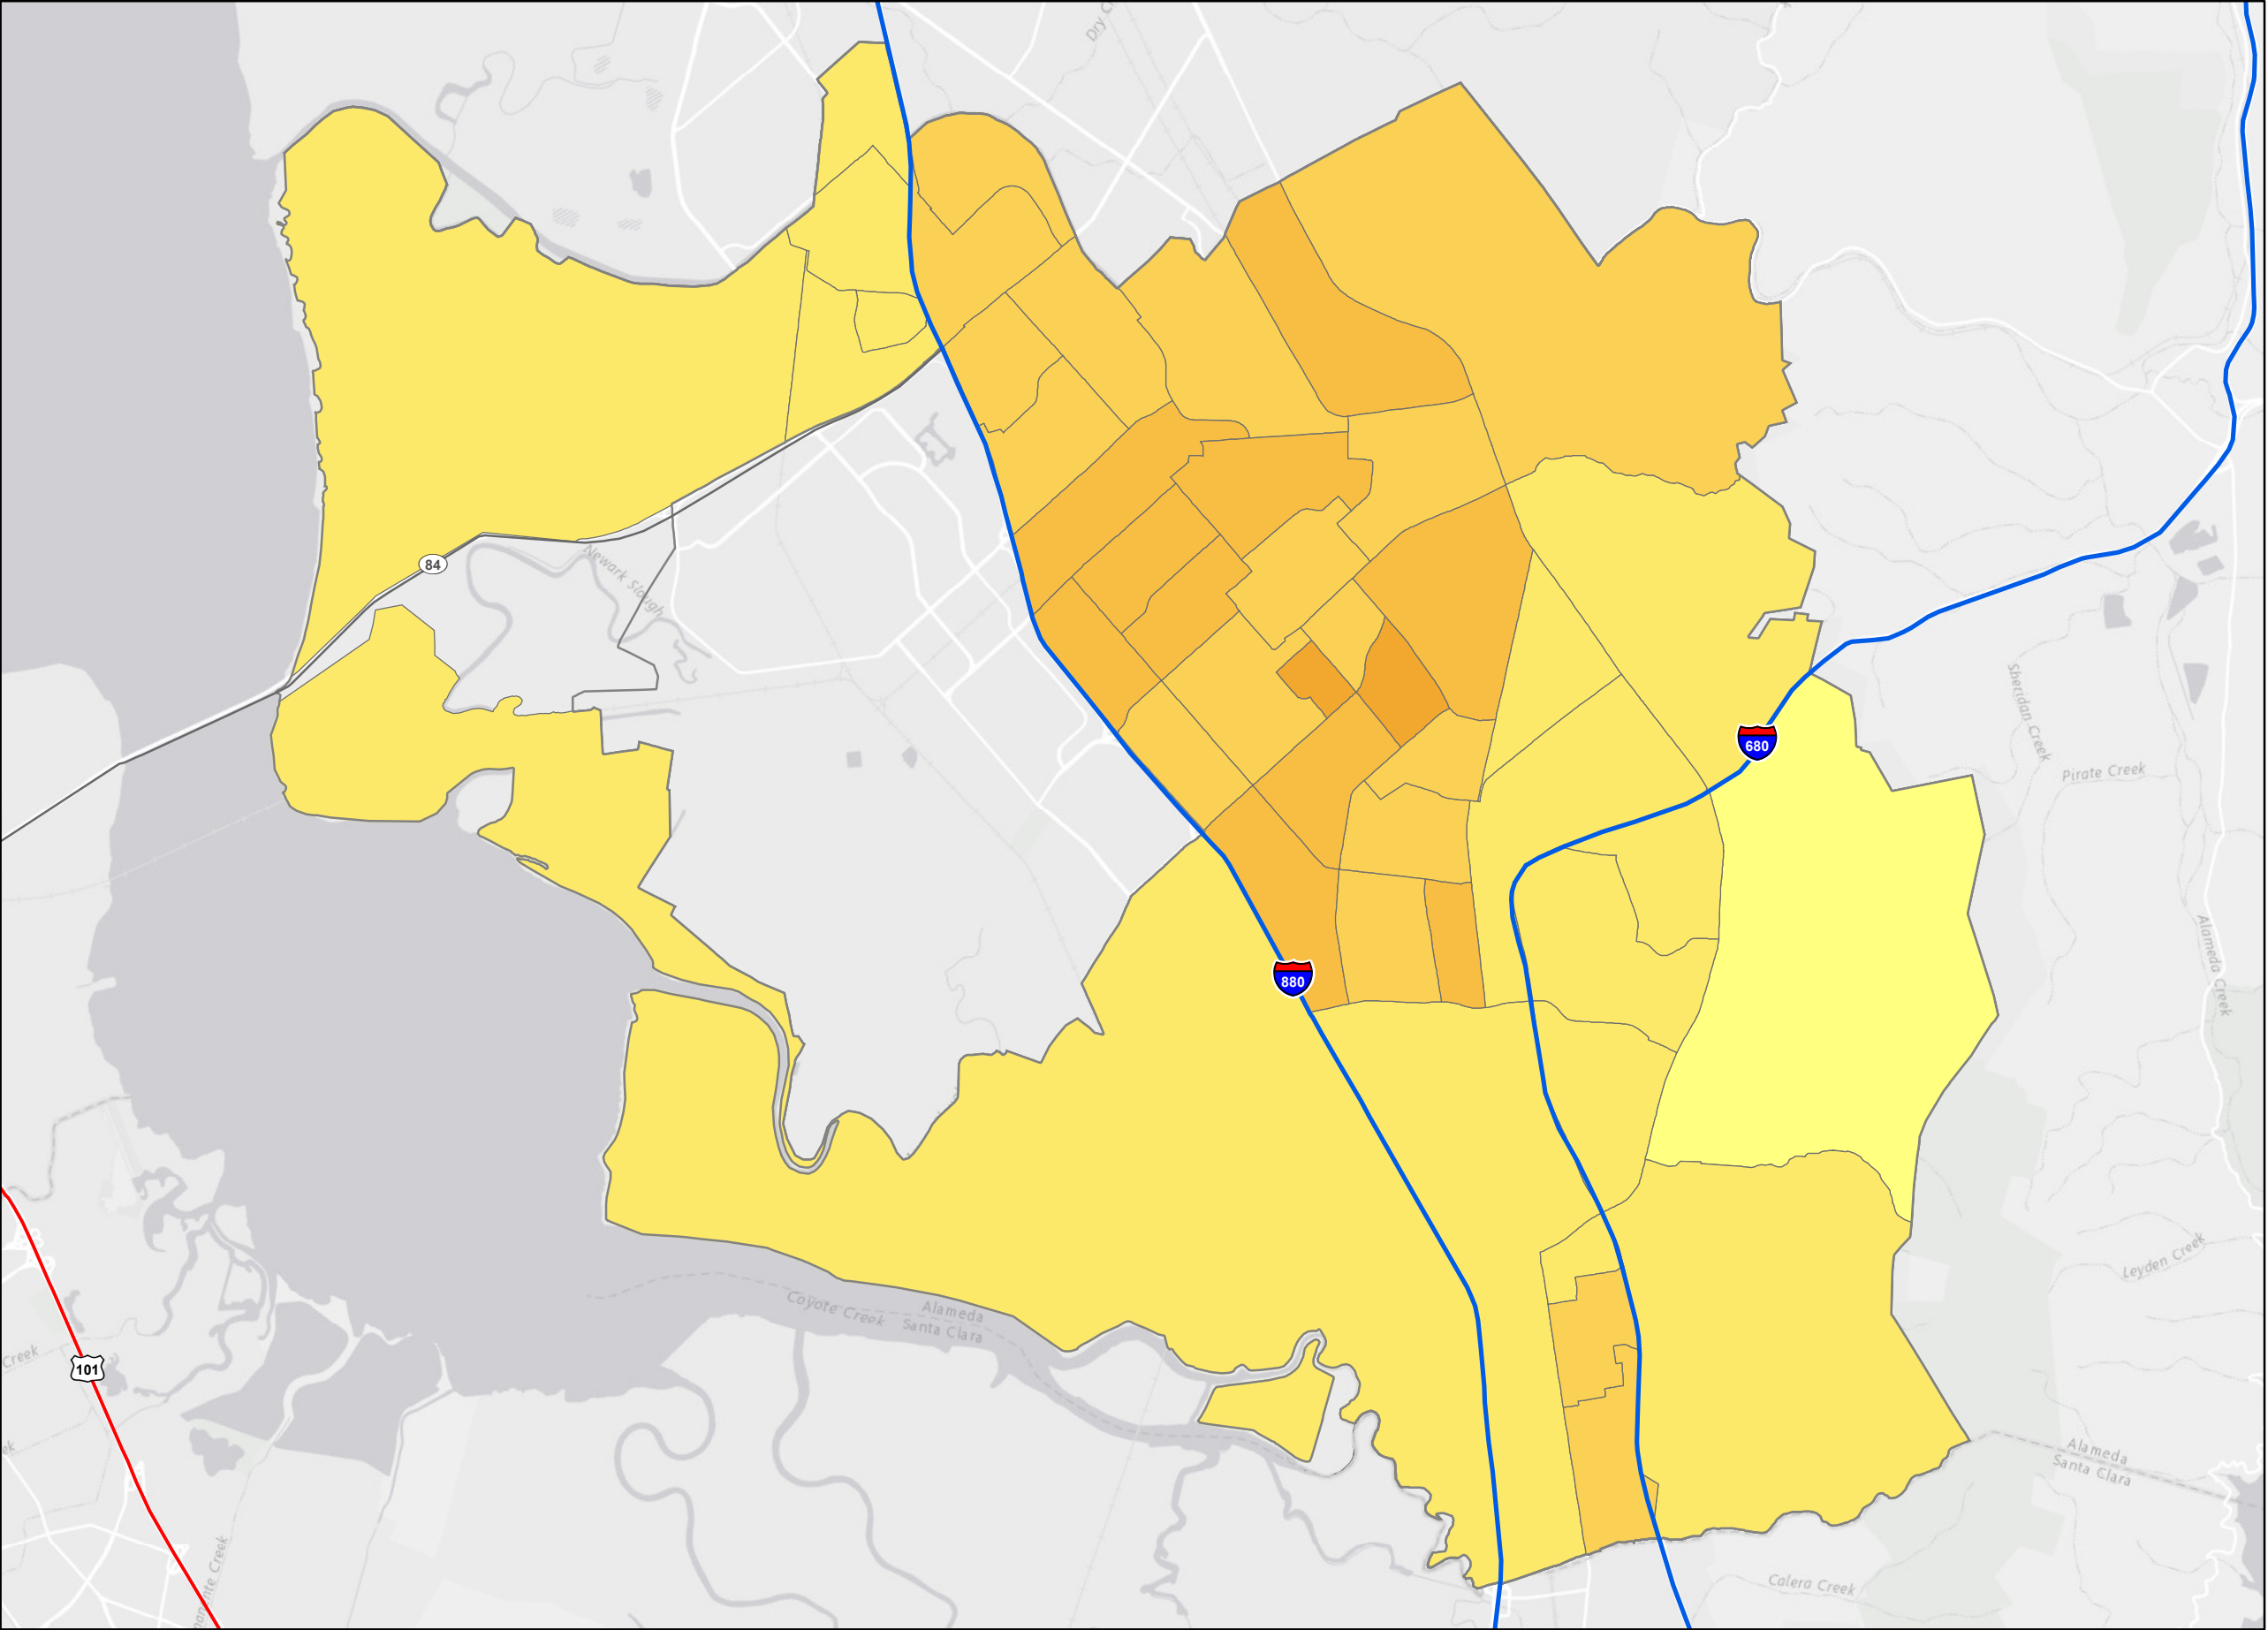 84
Newark Slough
680
Sheridan Creek
Pirate Creek
Alameda Creek
880
Leyden Creek
Coyote Creek
Alameda
Santa Clara
Creek
101
Alameda
Santa Clara
Calera Creek
Creek